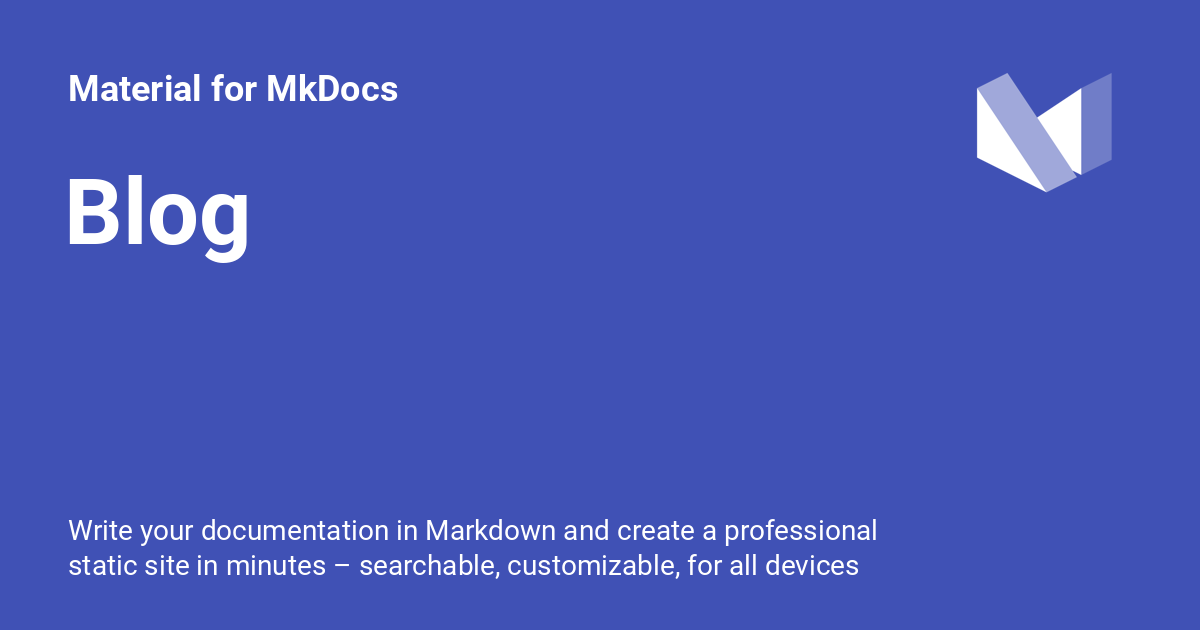 Material for MkDocs
Blog
Write your documentation in Markdown and create a professional
static site in minutes – searchable, customizable, for all devices